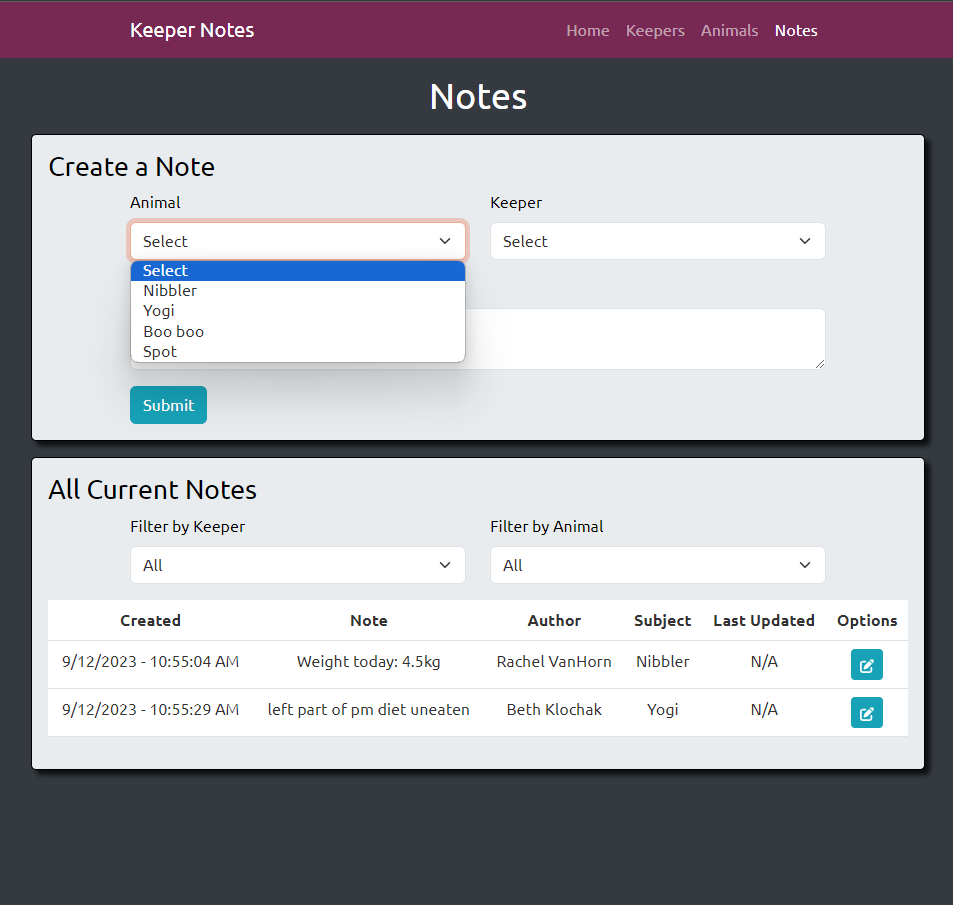 Keeper Notes Home Keepers Animals Notes
Notes
Create a Note
Animal Keeper
Select Select
Select
Nibbler
Yogi
Boo boo
Spot
Submit
All Current Notes
Filter by Keeper Filter by Animal
All All
Created Note Author Subject Last Updated Options
9/12/2023 - 10:55:04 AM Weight today: 4.5kg Rachel VanHorn Nibbler N/A
9/12/2023 - 10:55:29 AM left part of pm diet uneaten Beth Klochak Yogi N/A